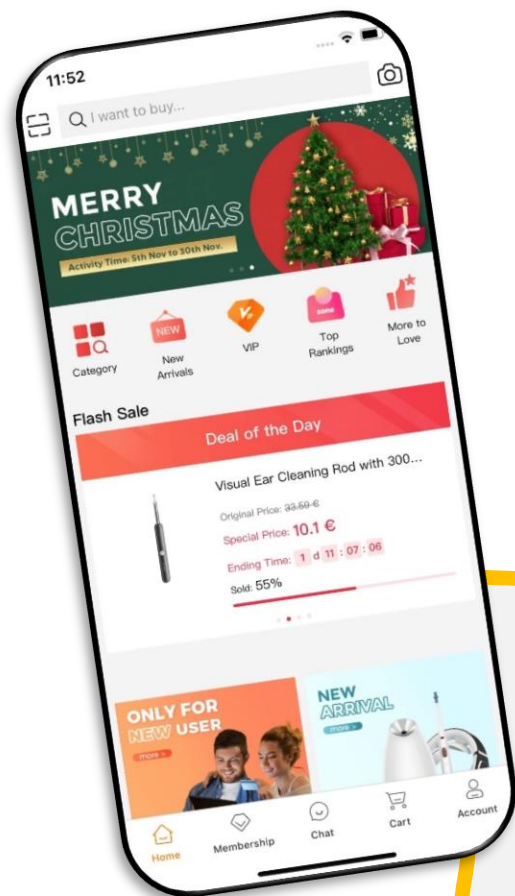 11:52
I want to buy...
MERRY
CHRISTMAS
Activity Time: 5th Nov to 30th Nov.
NEW
Category
New
Arrivals
VIP
Top
Rankings
More to
Love
Flash Sale
Deal of the Day
Visual Ear Cleaning Rod with 300...
Original Price: 33.59 €
Special Price: 10.1 €
Ending Time: 1 d 11 : 07 : 06
Sold: 55%
ONLY FOR
NEW USER
more >
NEW
ARRIVAL
more >
Home
Membership
Chat
Cart
Account